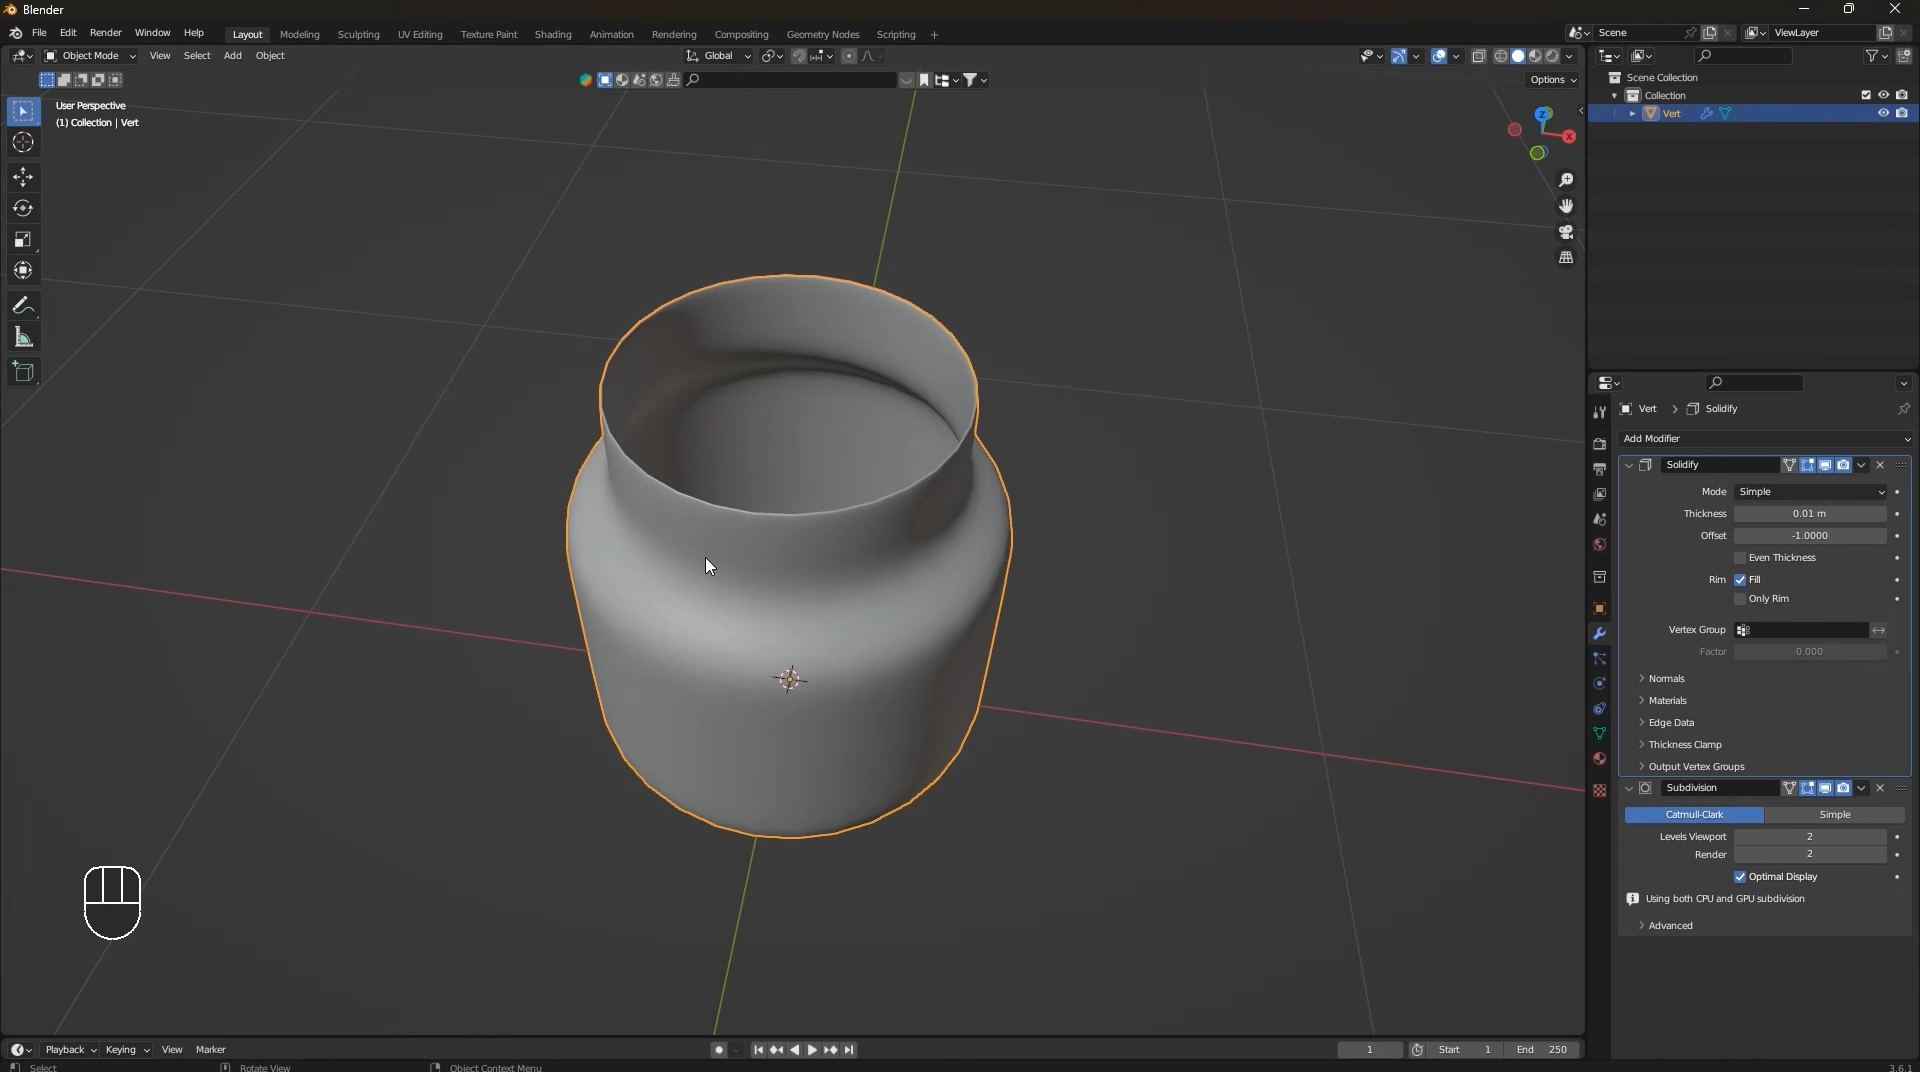 Blender
File Edit Render Window Help Layout Modeling Sculpting UV Editing Texture Paint Shading Animation Rendering Compositing Geometry Nodes Scripting + Scene ViewLayer
Object Mode View Select Add Object Global
Options
User Perspective
(1) Collection | Vert
Z
X
Scene Collection
Collection
Vert
Vert > Solidify
Add Modifier
Solidify
Mode Simple
Thickness 0.01 m
Offset -1.0000
Even Thickness
Rim Fill
Only Rim
Vertex Group
Factor 0.000
Normals
Materials
Edge Data
Thickness Clamp
Output Vertex Groups
Subdivision
Catmull-Clark Simple
Levels Viewport 2
Render 2
Optimal Display
Using both CPU and GPU subdivision
Advanced
Playback Keying View Marker 1 Start 1 End 250
Select Rotate View Object Context Menu 3.6.1